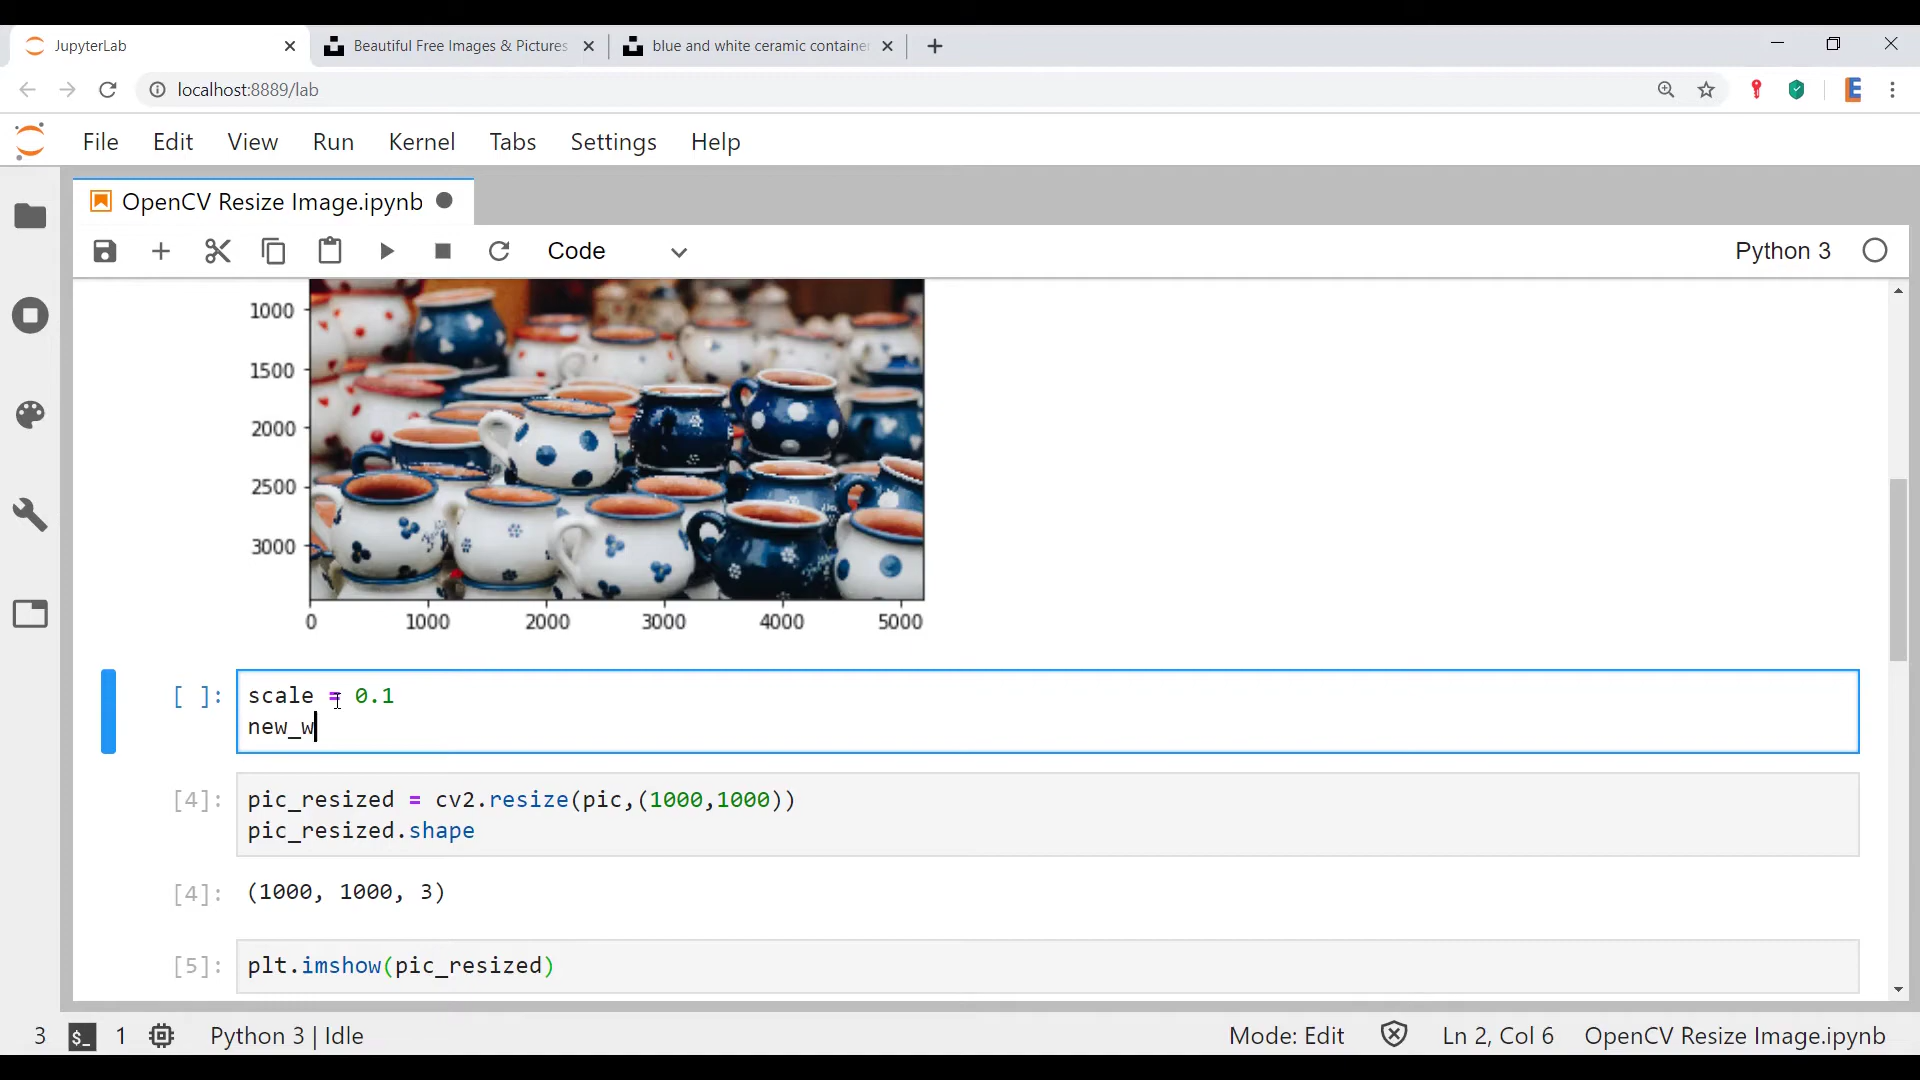 JupyterLab
Beautiful Free Images & Pictures
blue and white ceramic container
localhost:8889/lab
File Edit View Run Kernel Tabs Settings Help
OpenCV Resize Image.ipynb
Code
Python 3
1000
1500
2000
2500
3000
0 1000 2000 3000 4000 5000
[ ]: scale = 0.1
new_w
[4]: pic_resized = cv2.resize(pic,(1000,1000))
pic_resized.shape
[4]: (1000, 1000, 3)
[5]: plt.imshow(pic_resized)
3 $_ 1 Python 3 | Idle Mode: Edit Ln 2, Col 6 OpenCV Resize Image.ipynb